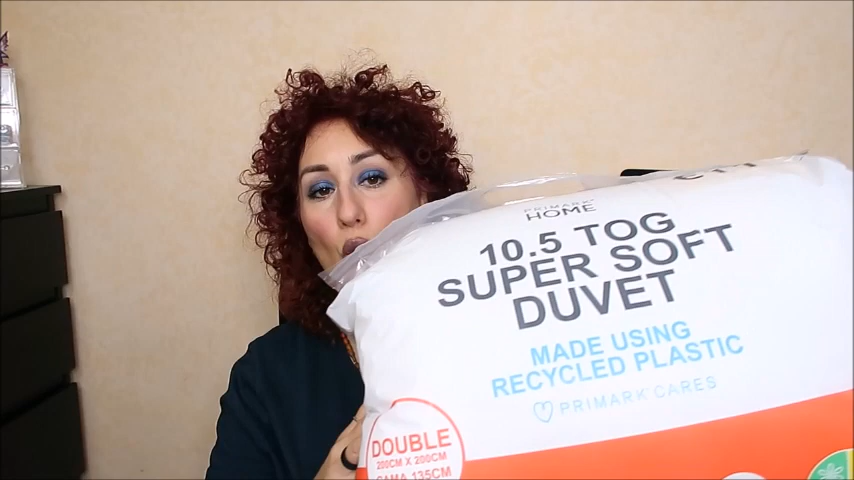 PRIMARK
HOME
10.5 TOG
SUPER SOFT
DUVET
MADE USING
RECYCLED PLASTIC
PRIMARK CARES
DOUBLE
200CM X 200CM
CAMA 135CM